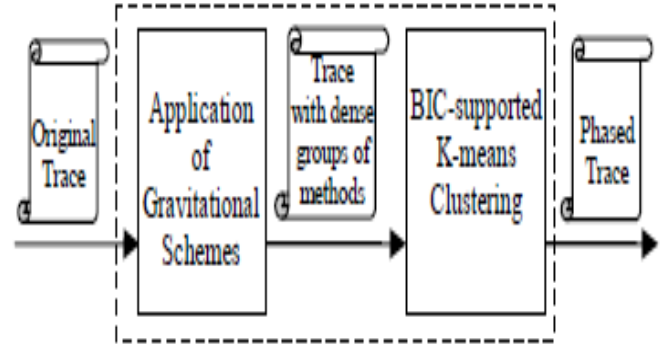 Original
Trace
Application
of
Gravitational
Schemes
Trace
with dense
groups of
methods
BIC-supported
K-means
Clustering
Phased
Trace